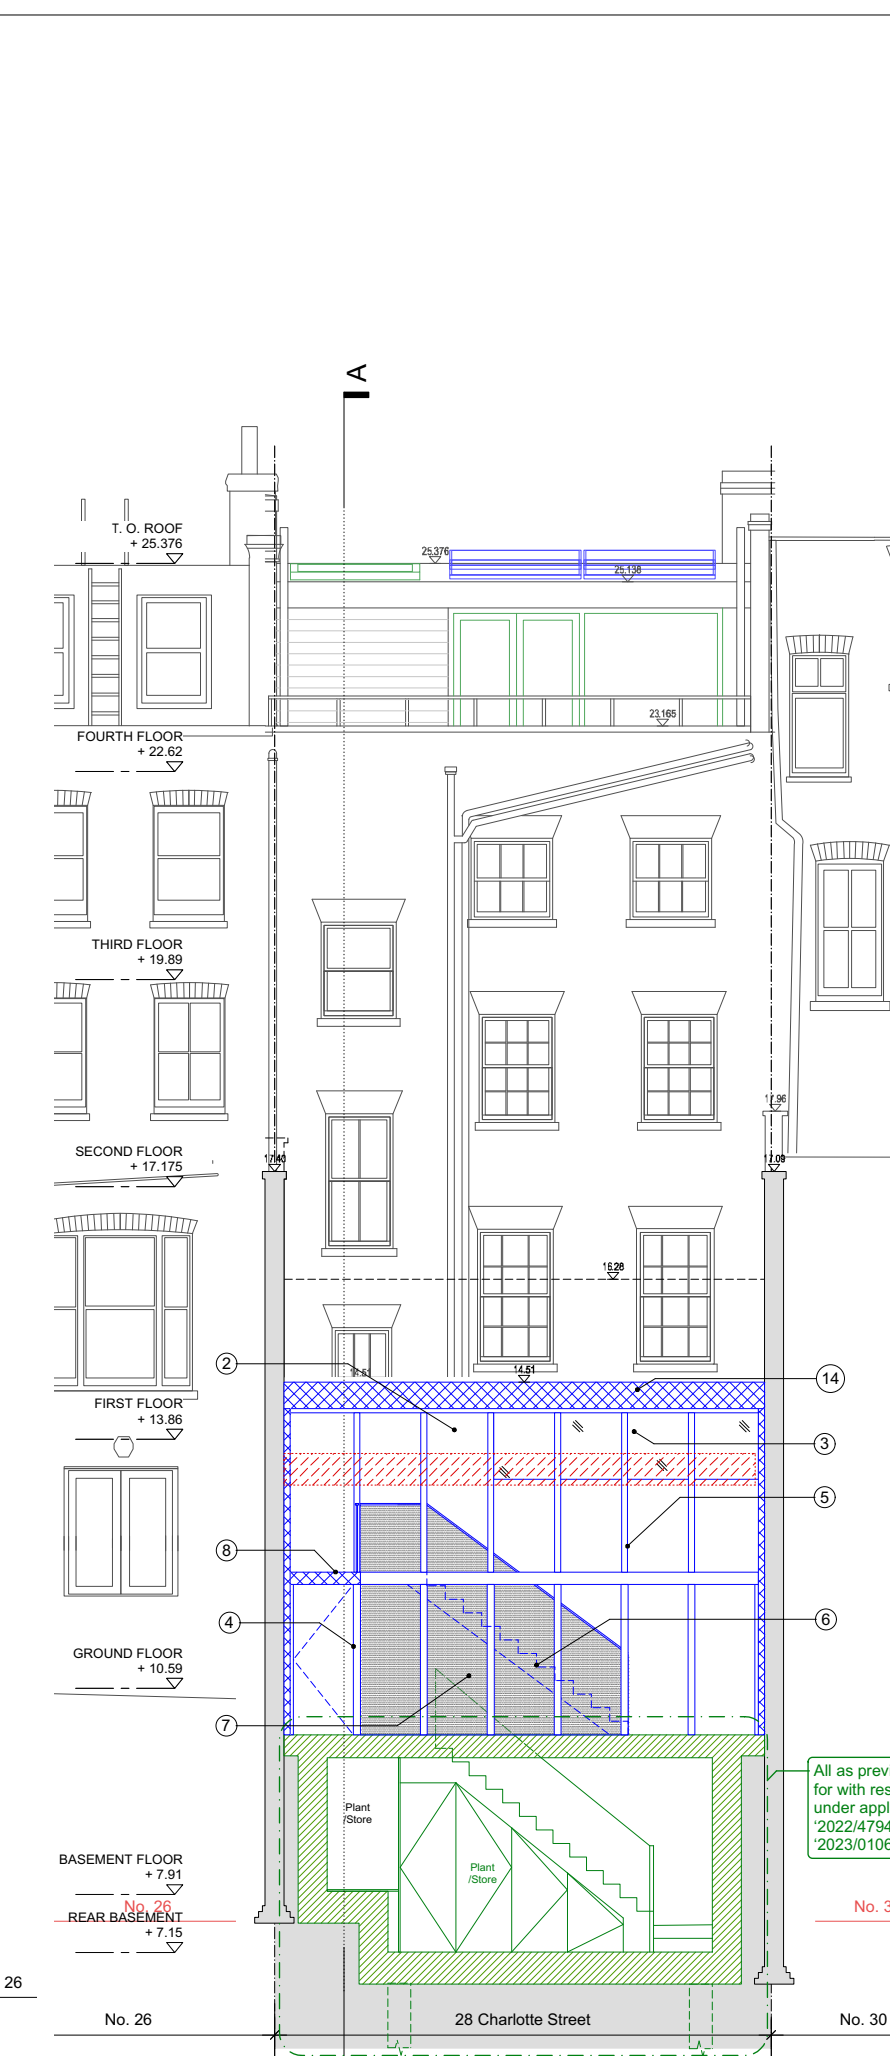 A
T. O. ROOF
+ 25.376
25.376
25.138
23.165
FOURTH FLOOR
+ 22.62
THIRD FLOOR
+ 19.89
17.96
SECOND FLOOR
+ 17.175
17.09
16.28
2
14.51
14.51
14
FIRST FLOOR
+ 13.86
3
5
8
4
6
GROUND FLOOR
+ 10.59
7
All as prev
for with res
under appl
‘2022/4794
‘2023/0106
Plant
/Store
Plant
/Store
BASEMENT FLOOR
+ 7.91
No. 26
No. 3
REAR BASEMENT
+ 7.15
26
No. 26
28 Charlotte Street
No. 30